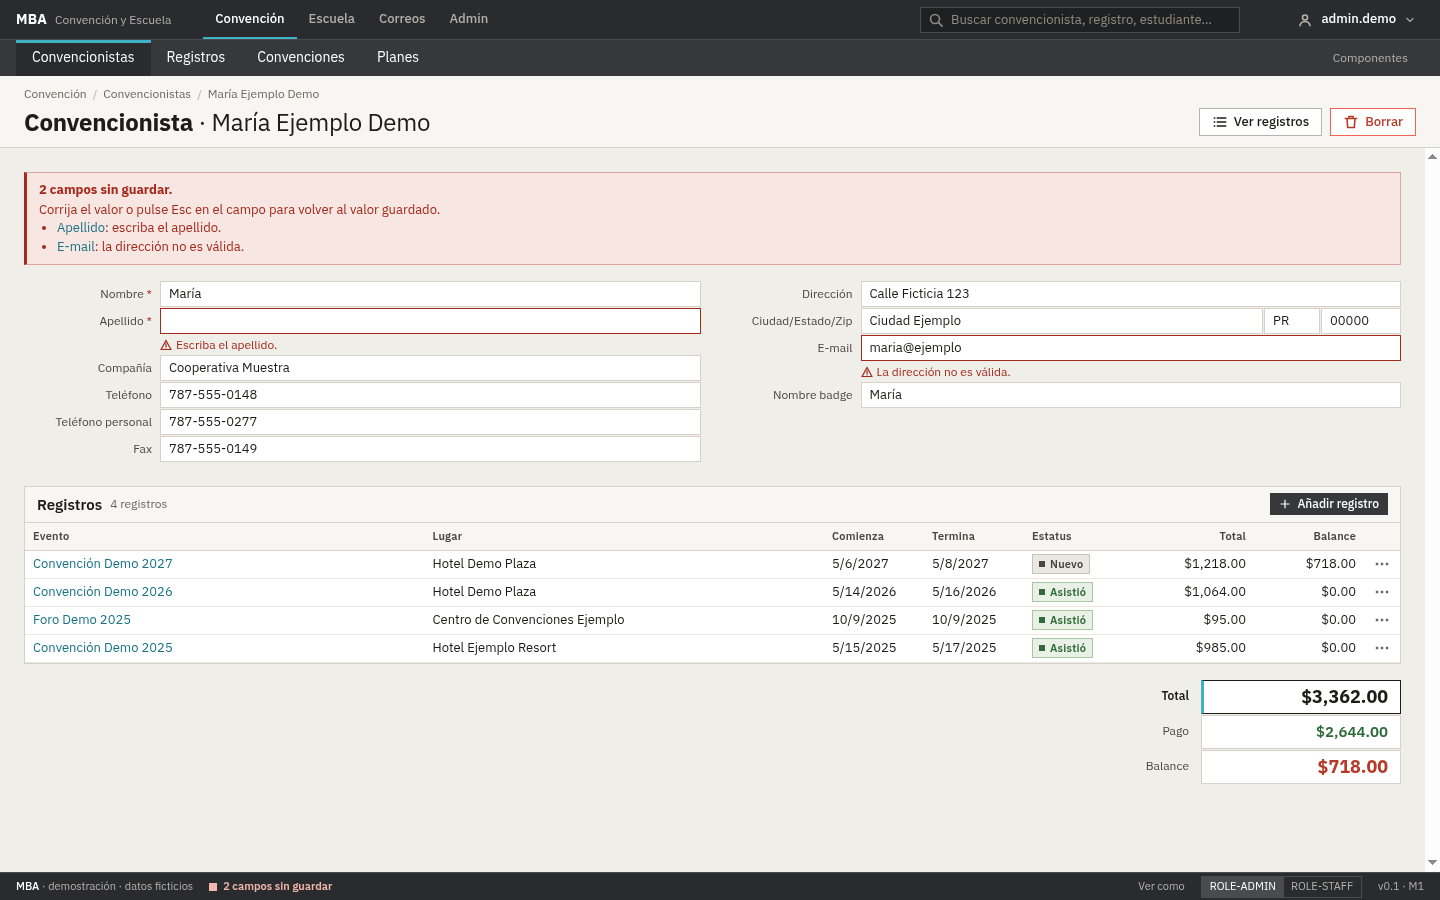 MBA Convención y Escuela Convención Escuela Correos Admin Buscar convencionista, registro, estudiante... admin.demo
Convencionistas Registros Convenciones Planes Componentes
Convención / Convencionistas / María Ejemplo Demo
Convencionista · María Ejemplo Demo Ver registros Borrar
2 campos sin guardar.
Corrija el valor o pulse Esc en el campo para volver al valor guardado.
• Apellido: escriba el apellido.
• E-mail: la dirección no es válida.
Nombre * María
Apellido *
Escriba el apellido.
Compañía Cooperativa Muestra
Teléfono 787-555-0148
Teléfono personal 787-555-0277
Fax 787-555-0149
Dirección Calle Ficticia 123
Ciudad/Estado/Zip Ciudad Ejemplo PR 00000
E-mail maria@ejemplo
La dirección no es válida.
Nombre badge María
Registros 4 registros Añadir registro
Evento Lugar Comienza Termina Estatus Total Balance
Convención Demo 2027 Hotel Demo Plaza 5/6/2027 5/8/2027 Nuevo $1,218.00 $718.00
Convención Demo 2026 Hotel Demo Plaza 5/14/2026 5/16/2026 Asistió $1,064.00 $0.00
Foro Demo 2025 Centro de Convenciones Ejemplo 10/9/2025 10/9/2025 Asistió $95.00 $0.00
Convención Demo 2025 Hotel Ejemplo Resort 5/15/2025 5/17/2025 Asistió $985.00 $0.00
Total $3,362.00
Pago $2,644.00
Balance $718.00
MBA · demostración · datos ficticios 2 campos sin guardar Ver como ROLE-ADMIN ROLE-STAFF v0.1 · M1